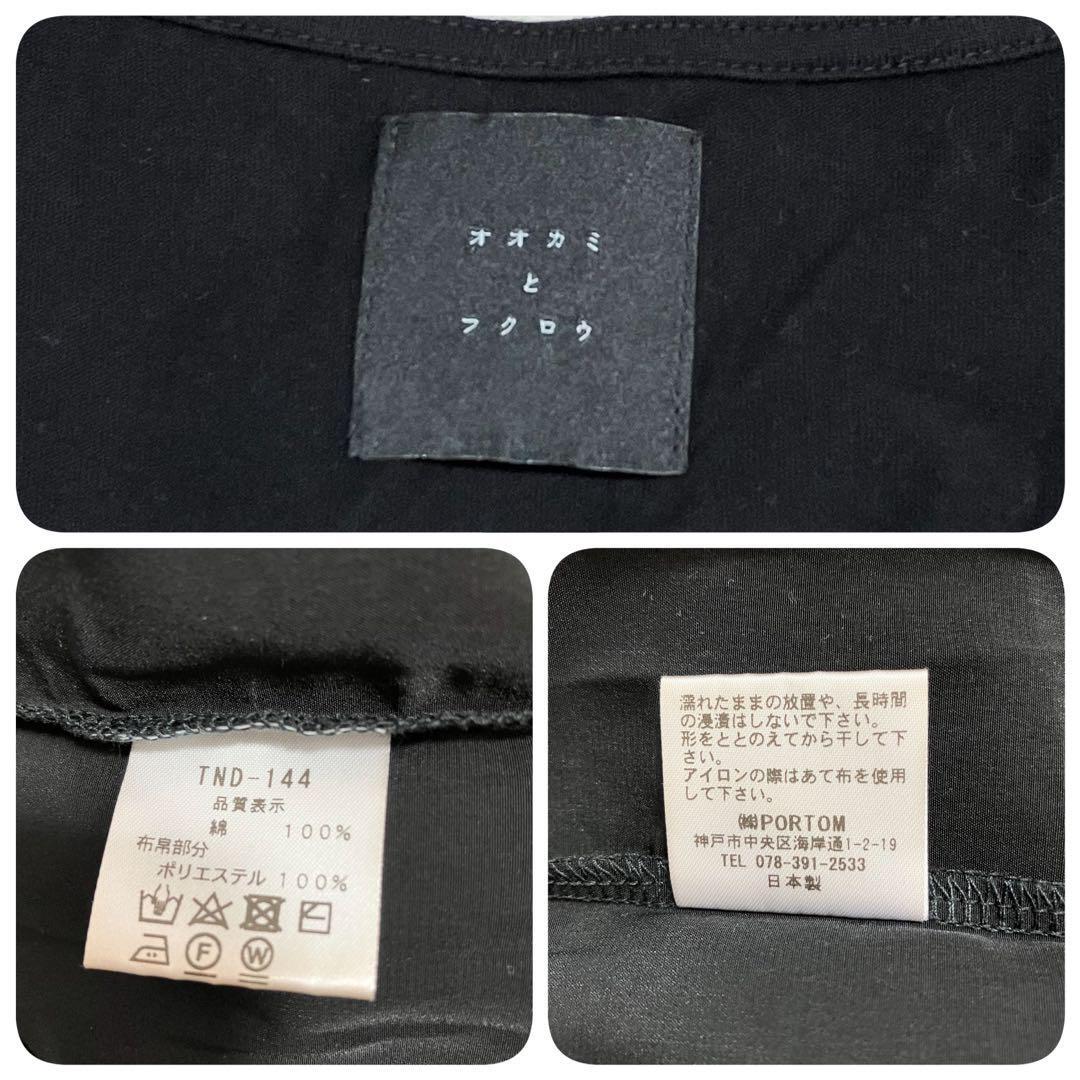 オオカミ
と
フクロウ
TND-144
品質表示
綿 100%
布帛部分
ポリエステル 100%
F W
濡れたままの放置や、長時間
の浸漬はしないで下さい。
形をととのえてから干して下
さい。
アイロンの際はあて布を使用
して下さい。
㈱PORTOM
神戸市中央区海岸通1-2-19
TEL 078-391-2533
日本製